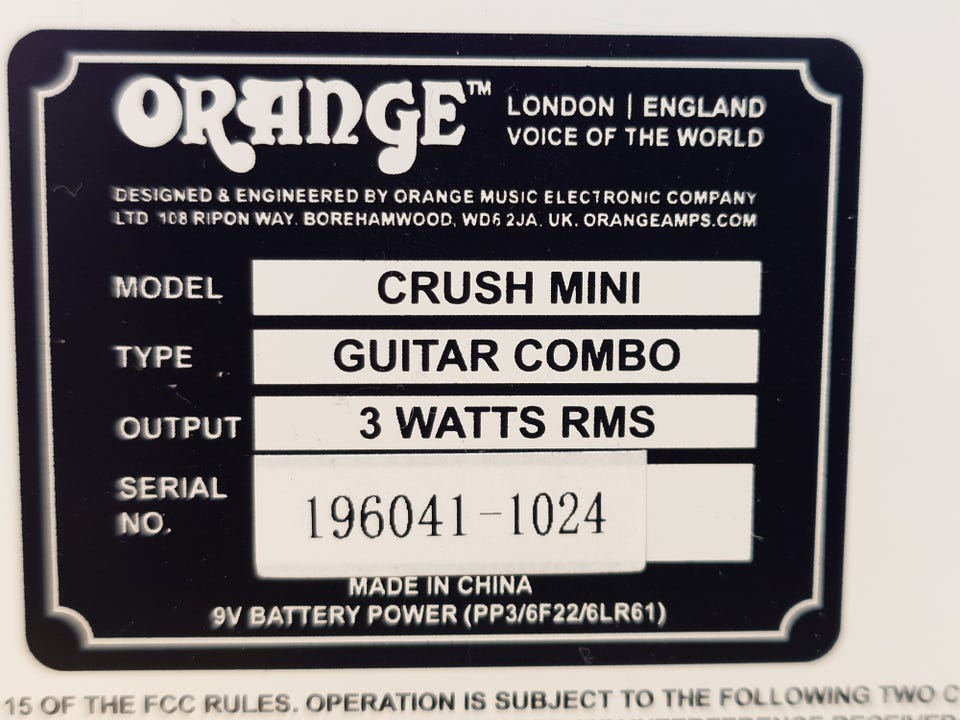 ORANGE™
LONDON | ENGLAND
VOICE OF THE WORLD
DESIGNED & ENGINEERED BY ORANGE MUSIC ELECTRONIC COMPANY
LTD 108 RIPON WAY. BOREHAMWOOD, WD6 2JA. UK. ORANGEAMPS.COM
MODEL CRUSH MINI
TYPE GUITAR COMBO
OUTPUT 3 WATTS RMS
SERIAL
NO. 196041-1024
MADE IN CHINA
9V BATTERY POWER (PP3/6F22/6LR61)
15 OF THE FCC RULES. OPERATION IS SUBJECT TO THE FOLLOWING TWO C